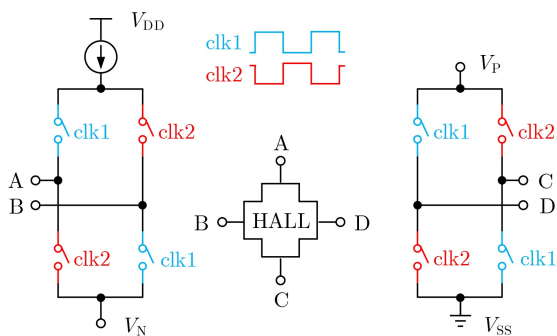 V_DD
clk1
clk2
V_P
clk1
clk2
clk1
clk2
A
A
C
B
B
HALL
D
D
clk2
clk1
C
clk2
clk1
V_N
V_SS